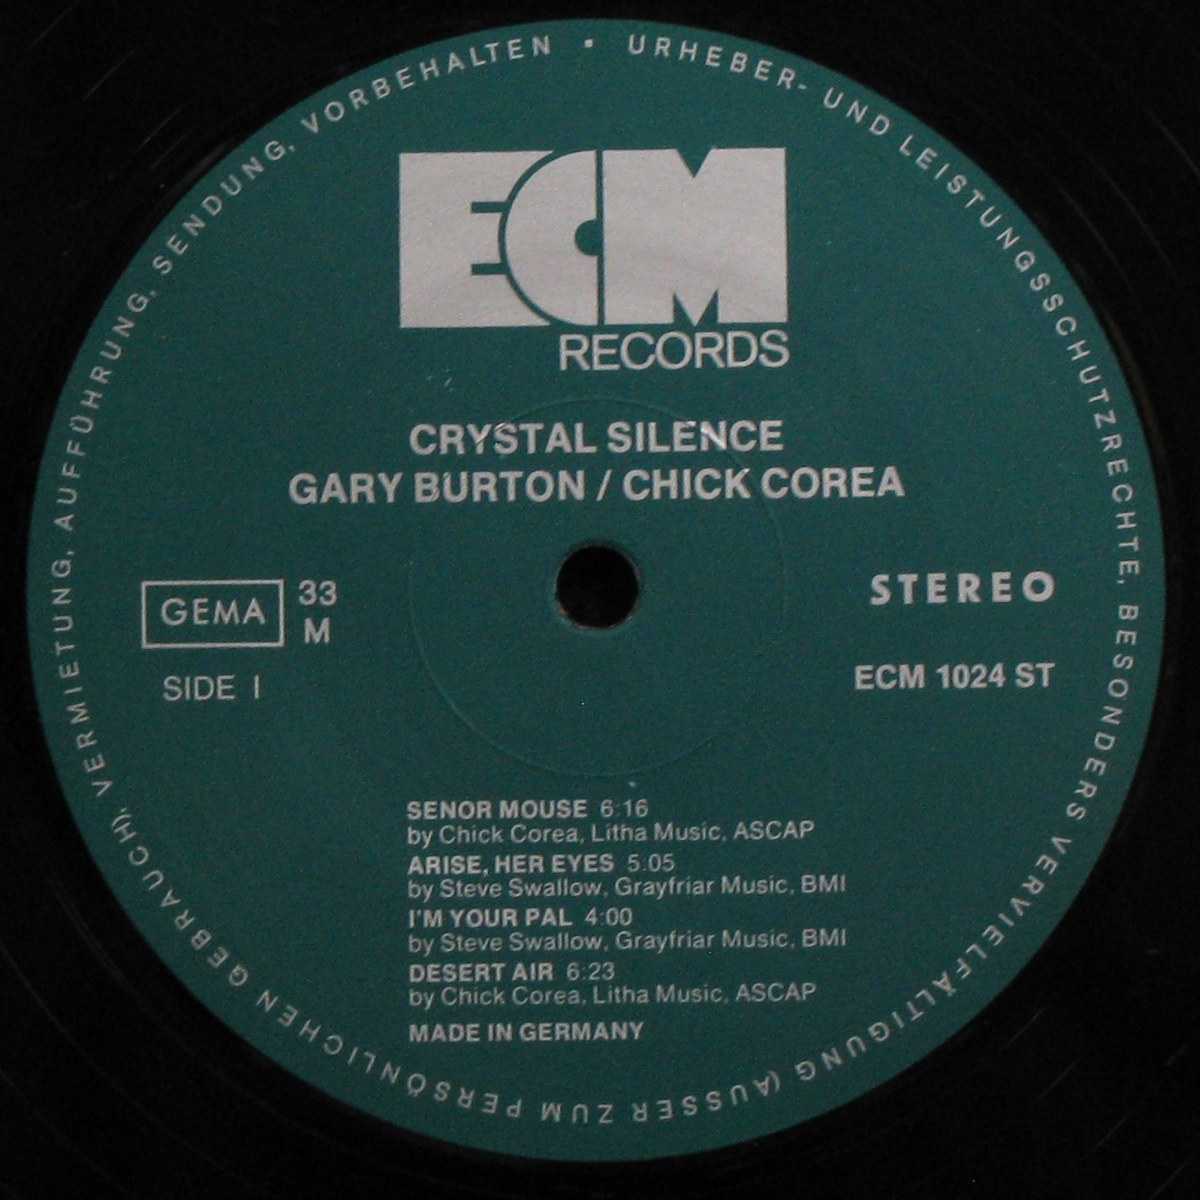 URHEBER- UND LEISTUNGSSCHUTZRECHTE, BESONDERS VERVIELFÄLTIGUNG (AUSSER ZUM PERSÖNLICHEN GEBRAUCH), VERMIETUNG, AUFFÜHRUNG, SENDUNG, VORBEHALTEN •
ECM
RECORDS
CRYSTAL SILENCE
GARY BURTON / CHICK COREA
GEMA
33
M
SIDE I
STEREO
ECM 1024 ST
SENOR MOUSE 6:16
by Chick Corea, Litha Music, ASCAP
ARISE, HER EYES 5:05
by Steve Swallow, Grayfriar Music, BMI
I'M YOUR PAL 4:00
by Steve Swallow, Grayfriar Music, BMI
DESERT AIR 6:23
by Chick Corea, Litha Music, ASCAP
MADE IN GERMANY